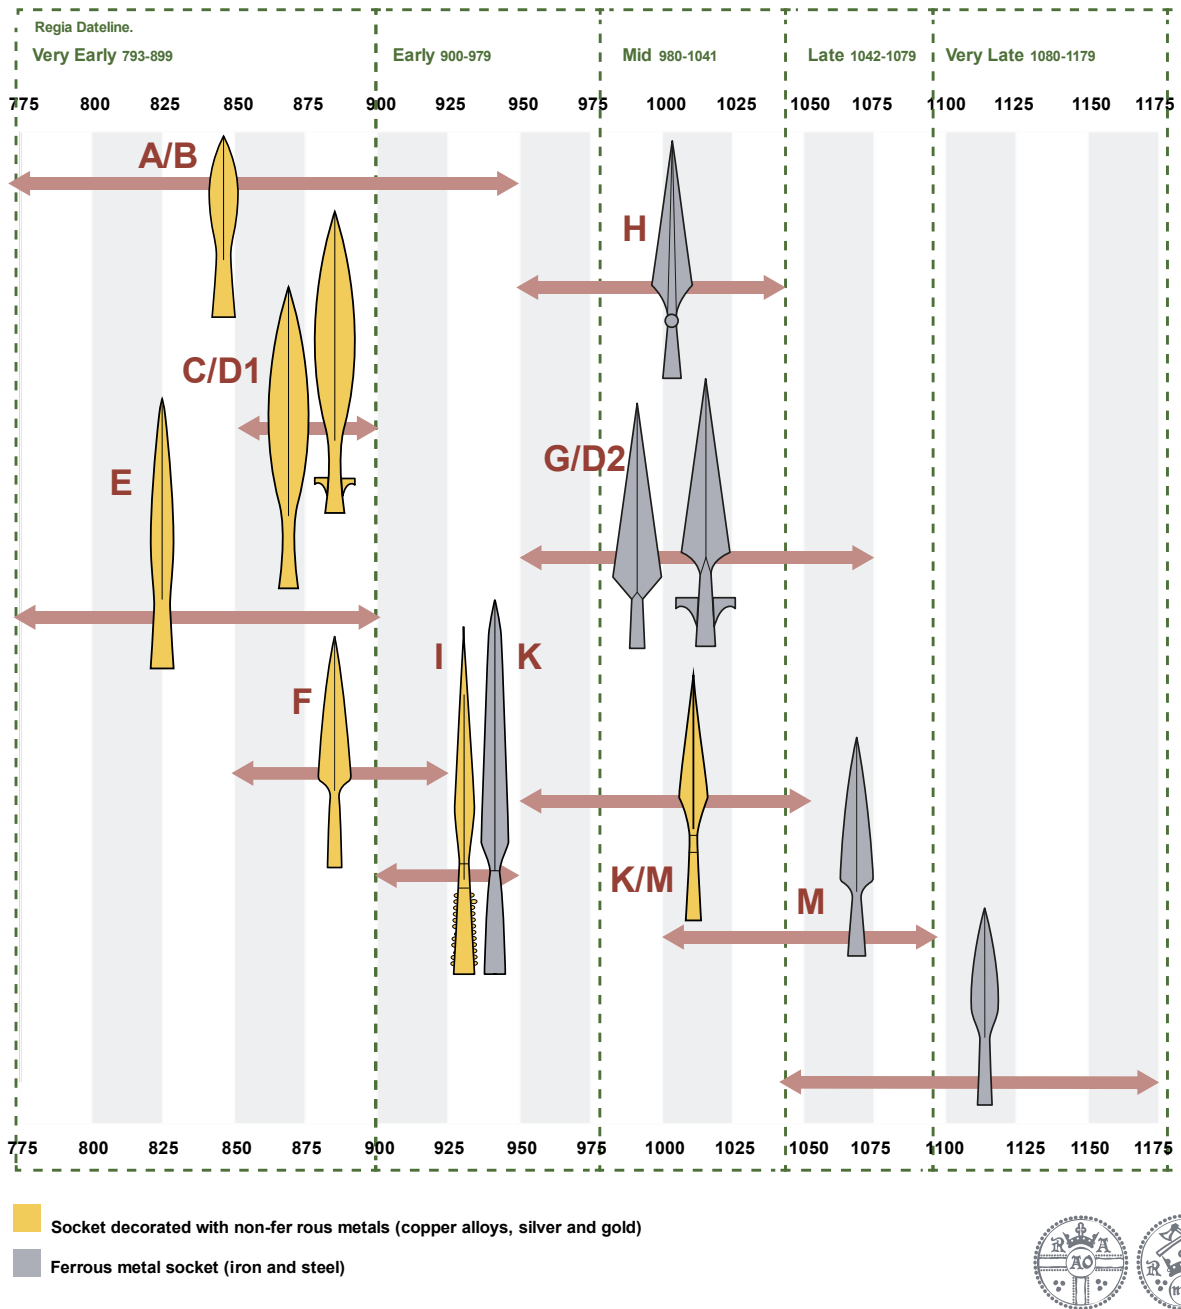 Regia Dateline.
Very Early 793-899 Early 900-979 Mid 980-1041 Late 1042-1079 Very Late 1080-1179
775 800 825 850 875 900 925 950 975 1000 1025 1050 1075 1100 1125 1150 1175
A/B
H
C/D1
G/D2
E
I K
F
K/M
M
775 800 825 850 875 900 925 950 975 1000 1025 1050 1075 1100 1125 1150 1175
Socket decorated with non-fer rous metals (copper alloys, silver and gold)
Ferrous metal socket (iron and steel)
R A
AO
R